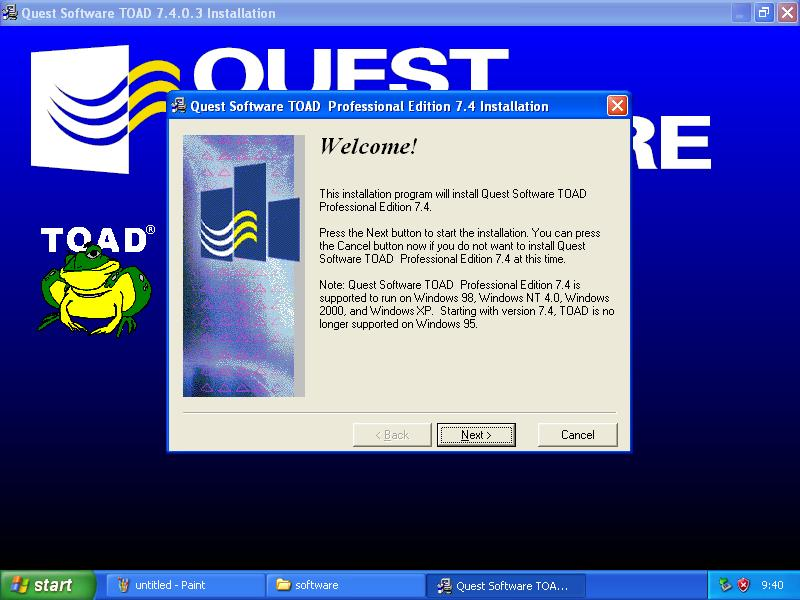 Quest Software TOAD 7.4.0.3 Installation
QUEST
RE
TOAD®
Quest Software TOAD  Professional Edition 7.4 Installation
Welcome!
This installation program will install Quest Software TOAD
Professional Edition 7.4.
Press the Next button to start the installation. You can press
the Cancel button now if you do not want to install Quest
Software TOAD  Professional Edition 7.4 at this time.
Note: Quest Software TOAD  Professional Edition 7.4 is
supported to run on Windows 98, Windows NT 4.0, Windows
2000, and Windows XP.  Starting with version 7.4, TOAD is no
longer supported on Windows 95.
< Back
Next >
Cancel
start
untitled - Paint
software
Quest Software TOA...
9:40